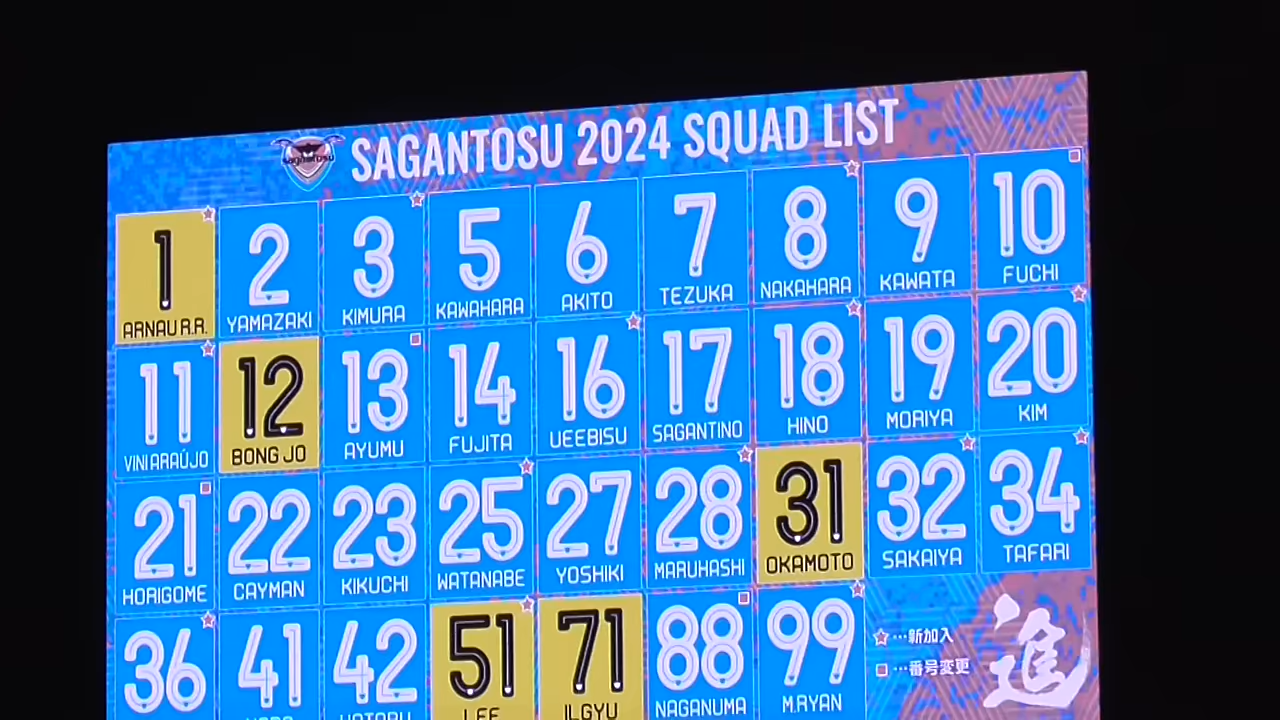 sagantosu
SAGANTOSU 2024 SQUAD LIST
1 2 3 5 6 7 8 9 10
ARNAU R.R. YAMAZAKI KIMURA KAWAHARA AKITO TEZUKA NAKAHARA KAWATA FUCHI
11 12 13 14 16 17 18 19 20
VINI ARAÚJO BONG JO AYUMU FUJITA UEEBISU SAGANTINO HINO MORIYA KIM
21 22 23 25 27 28 31 32 34
HORIGOME CAYMAN KIKUCHI WATANABE YOSHIKI MARUHASHI OKAMOTO SAKAIYA TAFARI
36 41 42 51 71 88 99
LEE ILGYU NAGANUMA M.RYAN
☆…新加入
□…番号変更
進